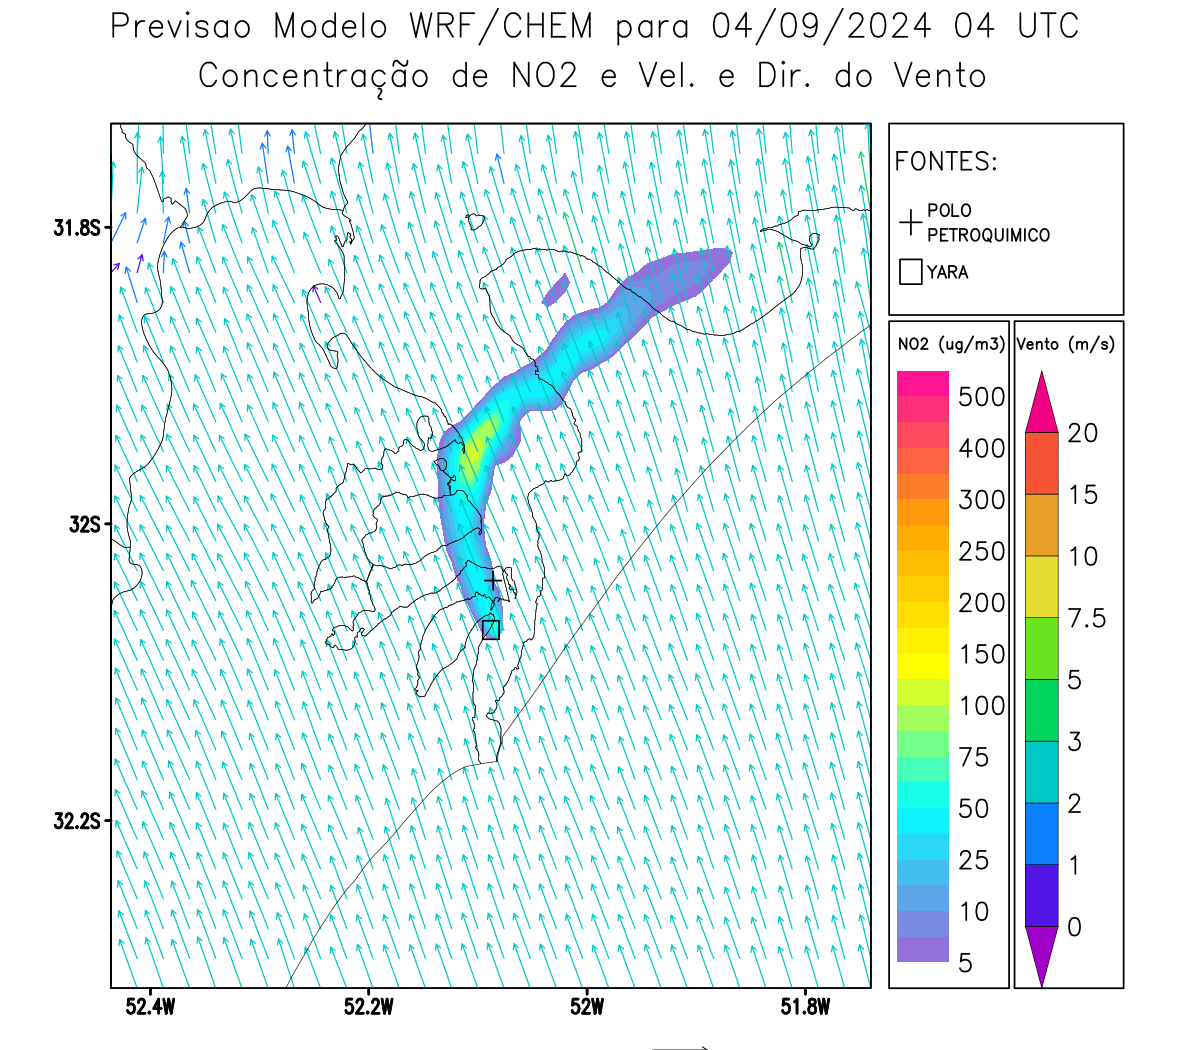 Previsao Modelo WRF/CHEM para 04/09/2024 04 UTC
Concentração de NO2 e Vel. e Dir. do Vento
FONTES:
POLO
PETROQUIMICO
YARA
NO2 (ug/m3)
500
400
300
250
200
150
100
75
50
25
10
5
Vento (m/s)
20
15
10
7.5
5
3
2
1
0
31.8S
32S
32.2S
52.4W 52.2W 52W 51.8W